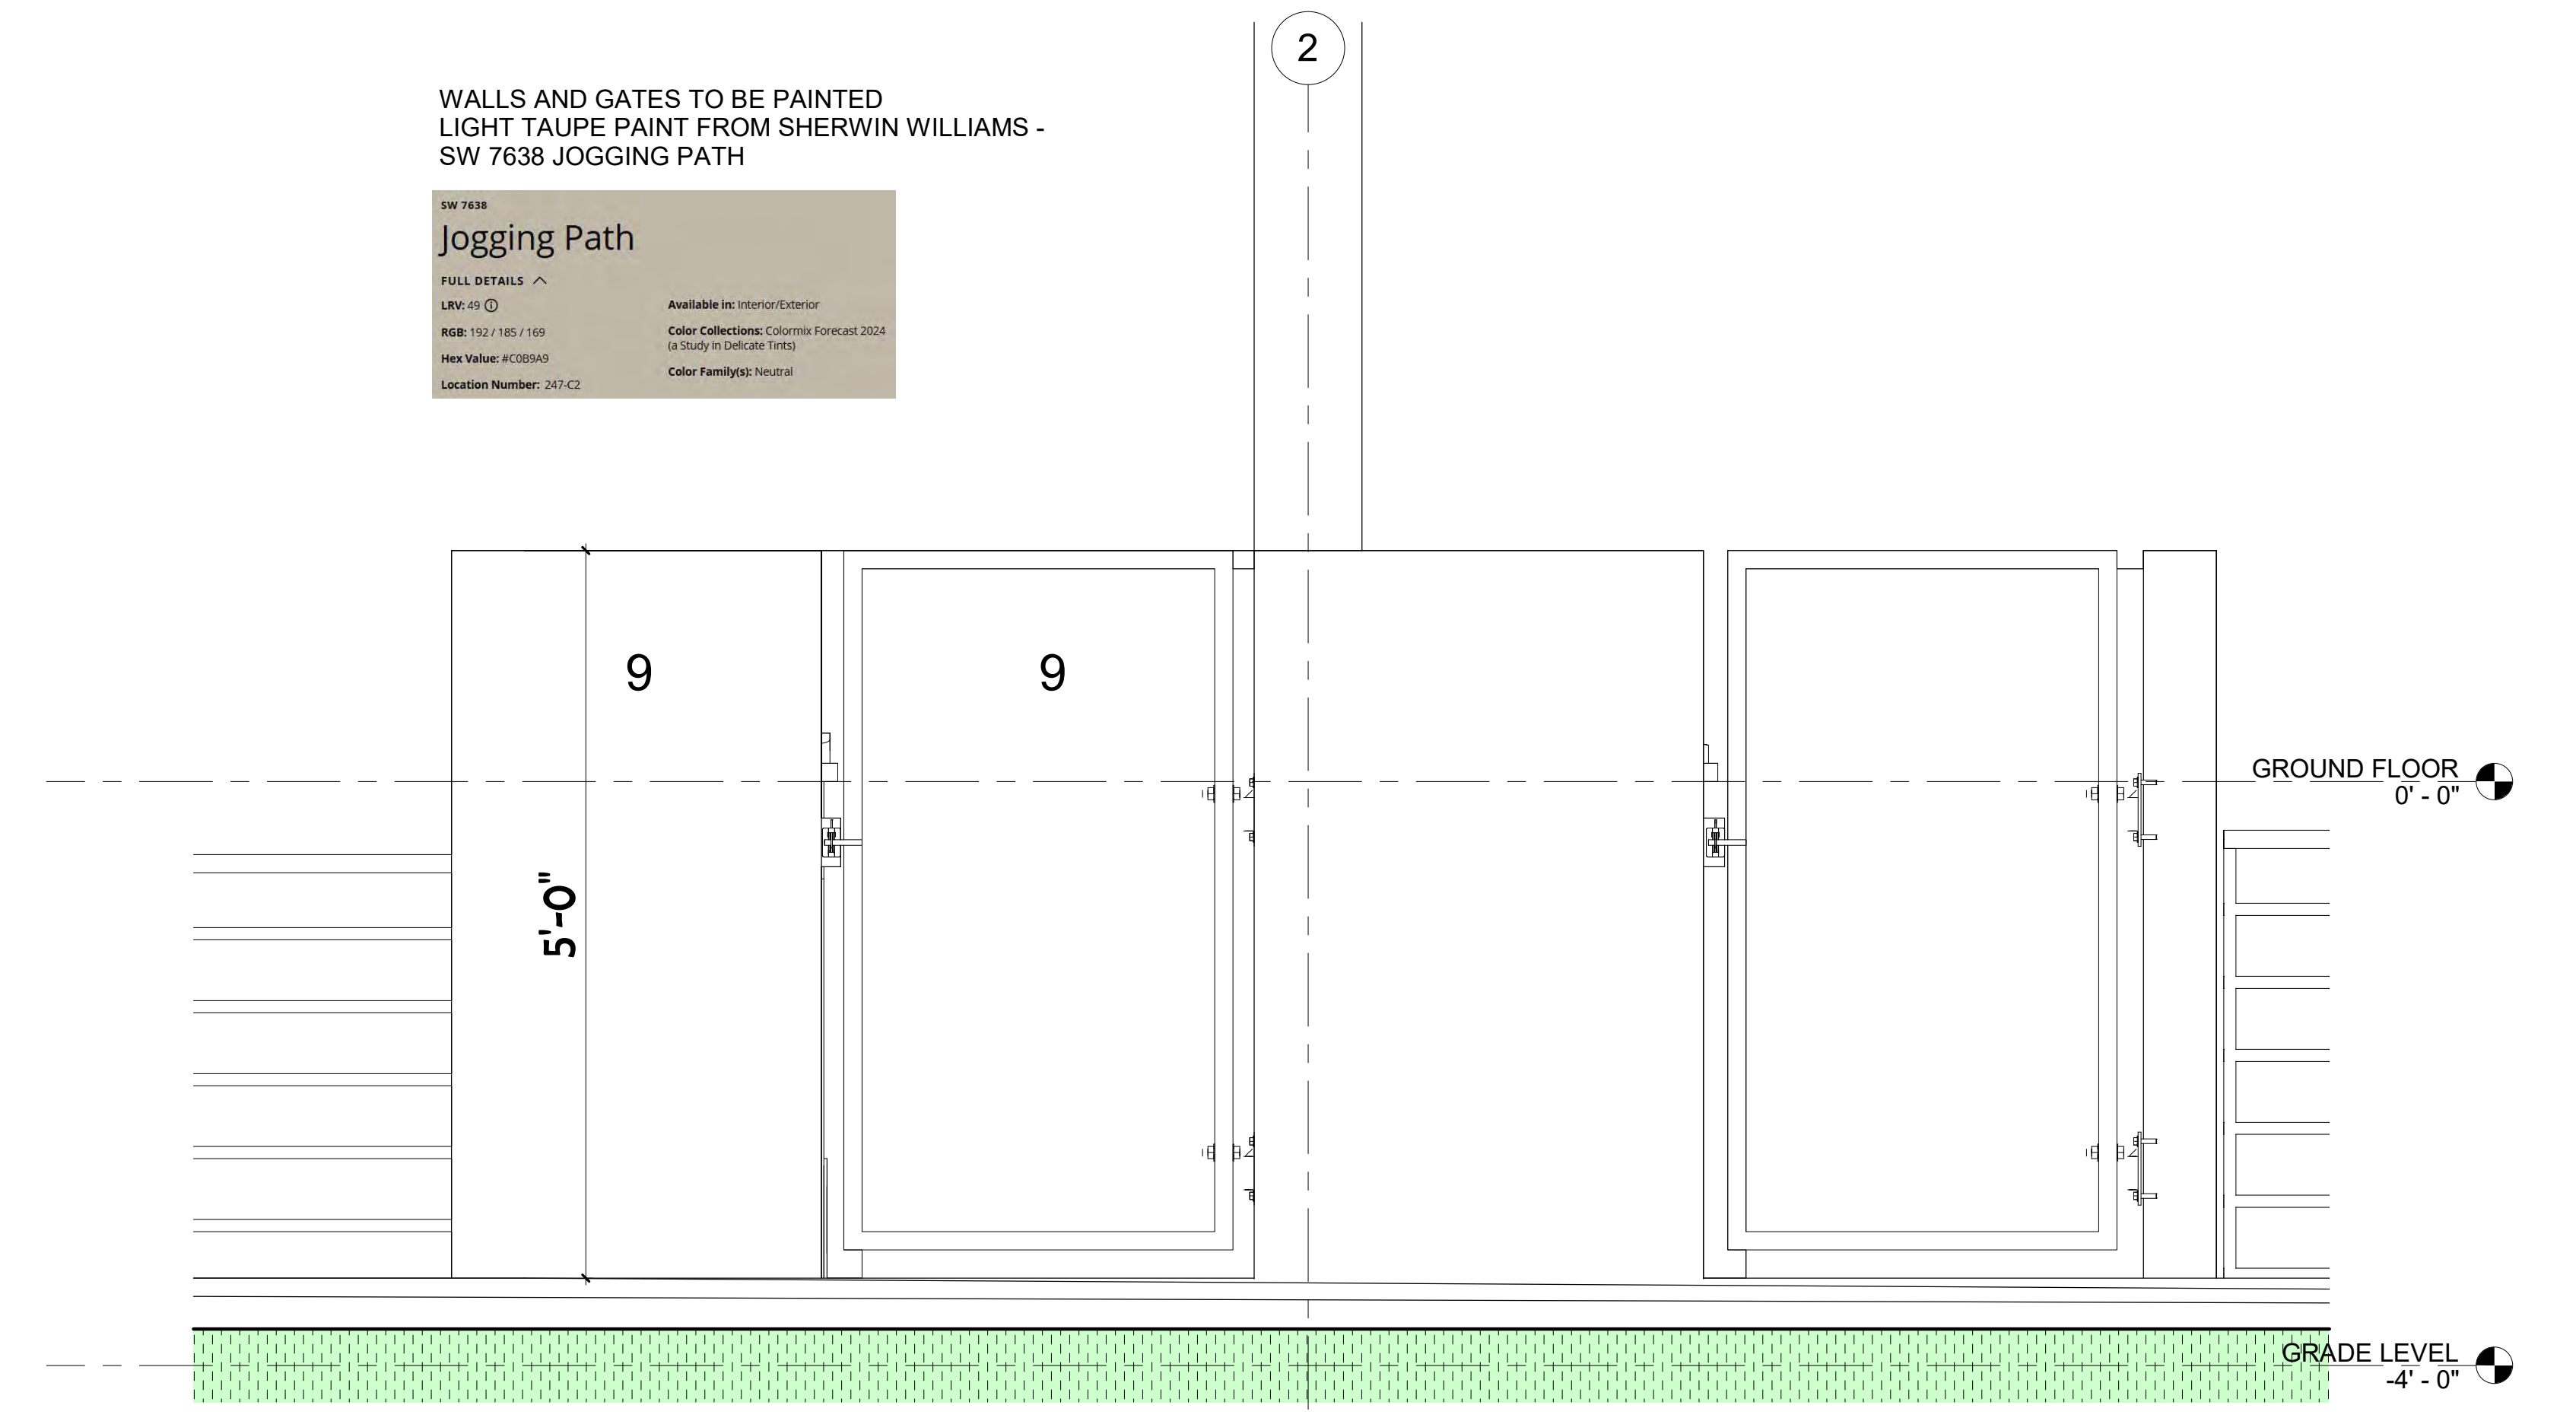 2
WALLS AND GATES TO BE PAINTED
LIGHT TAUPE PAINT FROM SHERWIN WILLIAMS -
SW 7638 JOGGING PATH
SW 7638
Jogging Path
FULL DETAILS
LRV: 49
RGB: 192 / 185 / 169
Hex Value: #C0B9A9
Location Number: 247-C2
Available in: Interior/Exterior
Color Collections: Colormix Forecast 2024
(a Study in Delicate Tints)
Color Family(s): Neutral
9
9
5'-0"
GROUND FLOOR
0' - 0"
GRADE LEVEL
-4' - 0"